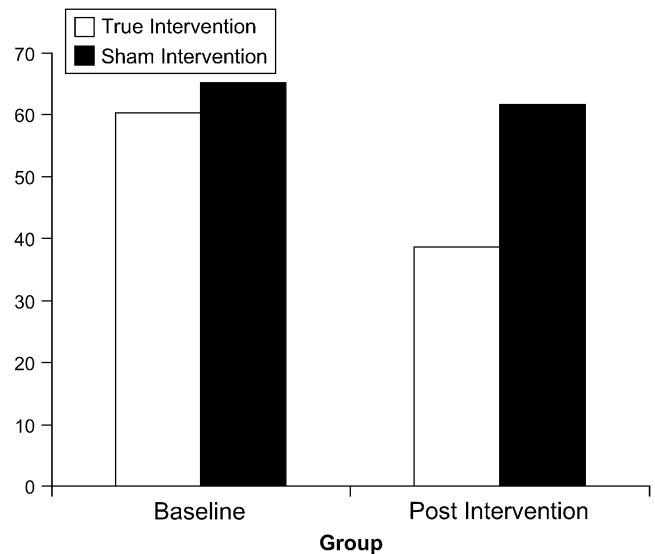 True Intervention
Sham Intervention
70
60
50
40
30
20
10
0
Baseline Post Intervention
Group